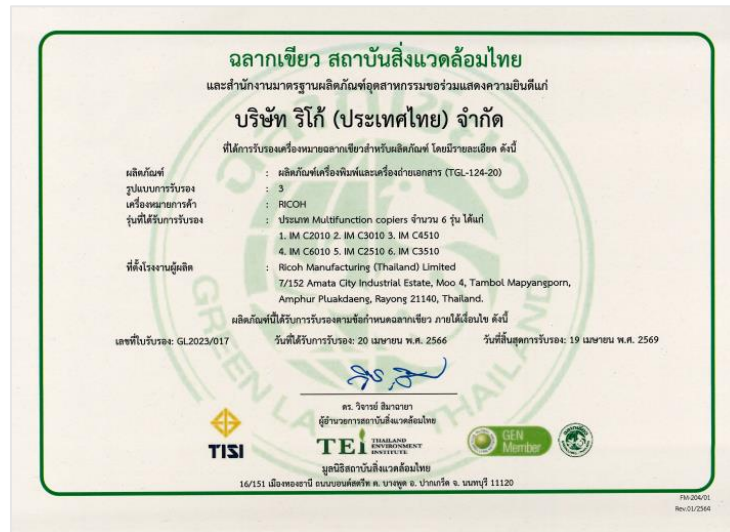 ฉลากเขียว สถาบันสิ่งแวดล้อมไทย
และสำนักงานมาตรฐานผลิตภัณฑ์อุตสาหกรรมขอร่วมแสดงความยินดีแก่
บริษัท ริโก้ (ประเทศไทย) จำกัด
ที่ได้การรับรองเครื่องหมายฉลากเขียวสำหรับผลิตภัณฑ์ โดยมีรายละเอียด ดังนี้
ผลิตภัณฑ์ : ผลิตภัณฑ์เครื่องพิมพ์และเครื่องถ่ายเอกสาร (TGL-124-20)
รูปแบบการรับรอง : 3
เครื่องหมายการค้า : RICOH
รุ่นที่ได้รับการรับรอง : ประเภท Multifunction copiers จำนวน 6 รุ่น ได้แก่
1. IM C2010 2. IM C3010 3. IM C4510
4. IM C6010 5. IM C2510 6. IM C3510
ที่ตั้งโรงงานผู้ผลิต : Ricoh Manufacturing (Thailand) Limited
7/152 Amata City Industrial Estate, Moo 4, Tambol Mapyangporn,
Amphur Pluakdaeng, Rayong 21140, Thailand.
ผลิตภัณฑ์นี้ได้รับการรับรองตามข้อกำหนดฉลากเขียว ภายใต้เงื่อนไข ดังนี้
เลขที่ใบรับรอง: GL2023/017 วันที่ได้รับการรับรอง: 20 เมษายน พ.ศ. 2566 วันที่สิ้นสุดการรับรอง: 19 เมษายน พ.ศ. 2569
ดร. วิจารย์ สิมาฉายา
ผู้อำนวยการสถาบันสิ่งแวดล้อมไทย
TISI
TEI THAILAND ENVIRONMENT INSTITUTE
GEN Member
มูลนิธิสถาบันสิ่งแวดล้อมไทย
16/151 เมืองทองธานี ถนนบอนด์สตรีท ต. บางพูด อ. ปากเกร็ด จ. นนทบุรี 11120
FM-204/01
Rev.01/2564
ฉลากเขียว
GREEN LABEL THAILAND